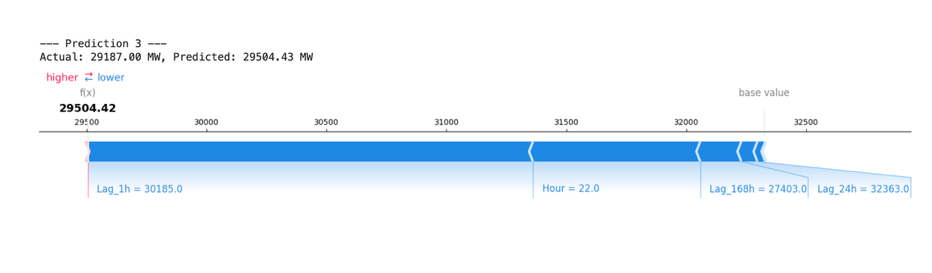 --- Prediction 3 ---
Actual: 29187.00 MW, Predicted: 29504.43 MW
higher ⇄ lower
f(x)
base value
29504.42
29500 30000 30500 31000 31500 32000 32500
Lag_1h = 30185.0 Hour = 22.0 Lag_168h = 27403.0 Lag_24h = 32363.0